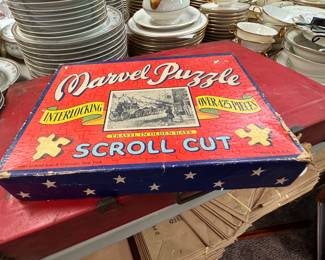 Marvel Puzzle
INTERLOCKING
OVER 425 PIECES
TRAVEL IN OLDEN DAYS
SCROLL CUT